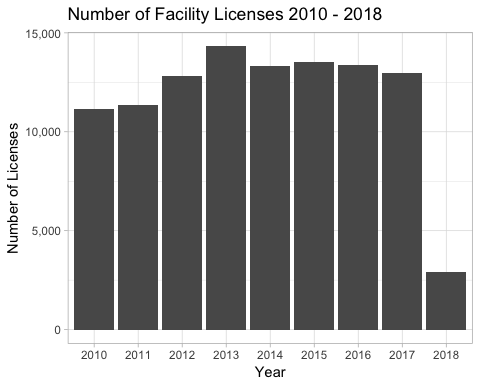 Number of Facility Licenses 2010 - 2018
15,000
10,000
5,000
0
Number of Licenses
2010 2011 2012 2013 2014 2015 2016 2017 2018
Year